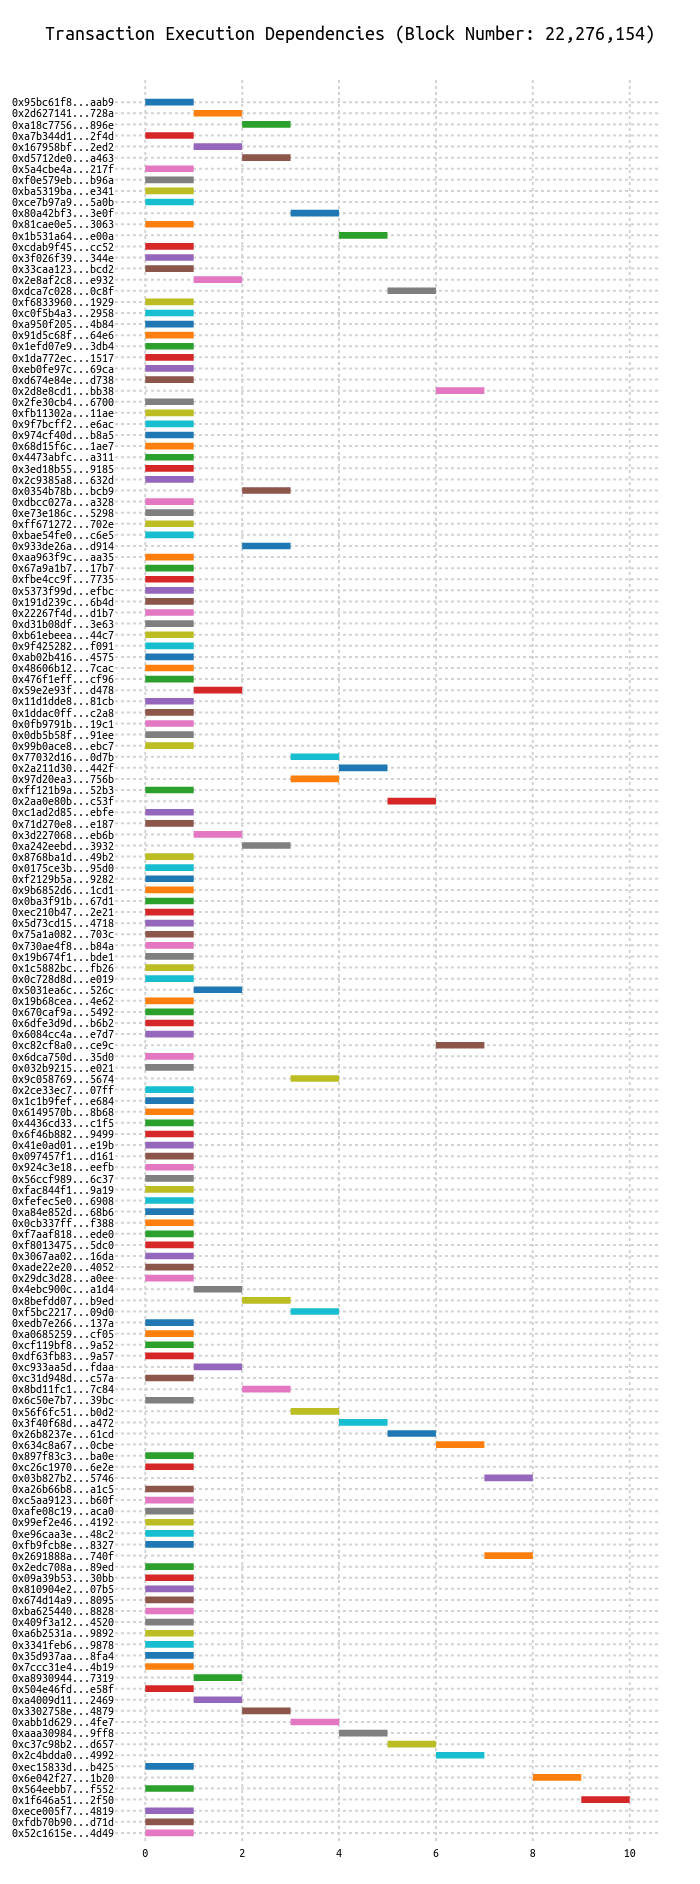 Transaction Execution Dependencies (Block Number: 22,276,154)
0x95bc61f8...aab9
0x2d627141...728a
0xa18c7756...896e
0xa7b344d1...2f4d
0x167958bf...2ed2
0xd5712de0...a463
0x5a4cbe4a...217f
0xf0e579eb...b96a
0xba5319ba...e341
0xce7b97a9...5a0b
0x80a42bf3...3e0f
0x81cae0e5...3063
0x1b531a64...e00a
0xcdab9f45...cc52
0x3f026f39...344e
0x33caa123...bcd2
0x2e8af2c8...e932
0xdca7c028...0c8f
0xf6833960...1929
0xc0f5b4a3...2958
0xa950f205...4b84
0x91d5c68f...64e6
0x1efd07e9...3db4
0x1da772ec...1517
0xeb0fe97c...69ca
0xd674e84e...d738
0x2d8e8cd1...bb38
0x2fe30cb4...6700
0xfb11302a...11ae
0x9f7bcff2...e6ac
0x974cf40d...b8a5
0x68d15f6c...1ae7
0x4473abfc...a311
0x3ed18b55...9185
0x2c9385a8...632d
0x0354b78b...bcb9
0xdbcc027a...a328
0xe73e186c...5298
0xff671272...702e
0xbae54fe0...c6e5
0x933de26a...d914
0xaa963f9c...aa35
0x67a9a1b7...17b7
0xfbe4cc9f...7735
0x5373f99d...efbc
0x191d239c...6b4d
0x22267f4d...d1b7
0xd31b08df...3e63
0xb61ebeea...44c7
0x9f425282...f091
0xab02b416...4575
0x48606b12...7cac
0x476f1eff...cf96
0x59e2e93f...d478
0x11d1dde8...81cb
0x1ddac0ff...c2a8
0x0fb9791b...19c1
0x0db5b58f...91ee
0x99b0ace8...ebc7
0x77032d16...0d7b
0x2a211d30...442f
0x97d20ea3...756b
0xff121b9a...52b3
0x2aa0e80b...c53f
0xc1ad2d85...ebfe
0x71d270e8...e187
0x3d227068...eb6b
0xa242eebd...3932
0x8768ba1d...49b2
0x0175ce3b...95d0
0xf2129b5a...9282
0x9b6852d6...1cd1
0x0ba3f91b...67d1
0xec210b47...2e21
0x5d73cd15...4718
0x75a1a082...703c
0x730ae4f8...b84a
0x19b674f1...bde1
0x1c5882bc...fb26
0x0c728d8d...e019
0x5031ea6c...526c
0x19b68cea...4e62
0x670caf9a...5492
0x6dfe3d9d...b6b2
0x6084cc4a...e7d7
0xc82cf8a0...ce9c
0x6dca750d...35d0
0x032b9215...e021
0x9c058769...5674
0x2ce33ec7...07ff
0x1c1b9fef...e684
0x6149570b...8b68
0x4436cd33...c1f5
0x6f46b882...9499
0x41e0ad01...e19b
0x097457f1...d161
0x924c3e18...eefb
0x56ccf989...6c37
0xfac844f1...9a19
0xfefec5e0...6908
0xa84e852d...68b6
0x0cb337ff...f388
0xf7aaf818...ede0
0xf8013475...5dc0
0x3067aa02...16da
0xade22e20...4052
0x29dc3d28...a0ee
0x4ebc900c...a1d4
0x8befdd07...b9ed
0xf5bc2217...09d0
0xedb7e266...137a
0xa0685259...cf05
0xcf119bf8...9a52
0xdf63fb83...9a57
0xc933aa5d...fdaa
0xc31d948d...c57a
0x8bd11fc1...7c84
0x6c50e7b7...39bc
0x56f6fc51...b0d2
0x3f40f68d...a472
0x26b8237e...61cd
0x634c8a67...0cbe
0x897f83c3...ba0e
0xc26c1970...6e2e
0x03b827b2...5746
0xa26b66b8...a1c5
0xc5aa9123...b60f
0xafe08c19...aca0
0x99ef2e46...4192
0xe96caa3e...48c2
0xfb9fcb8e...8327
0x2691888a...740f
0x2edc708a...89ed
0x09a39b53...30bb
0x810904e2...07b5
0x674d14a9...8095
0xba625440...8828
0x409f3a12...4520
0xa6b2531a...9892
0x3341feb6...9878
0x35d937aa...8fa4
0x7ccc31e4...4b19
0xa8930944...7319
0x504e46fd...e58f
0xa4009d11...2469
0x3302758e...4879
0xabb1d629...4fe7
0xaaa30984...9ff8
0xc37c98b2...d657
0x2c4bdda0...4992
0xec15833d...b425
0x6e042f27...1b20
0x564eebb7...f552
0x1f646a51...2f50
0xece005f7...4819
0xfdb70b90...d71d
0x52c1615e...4d49
0 2 4 6 8 10